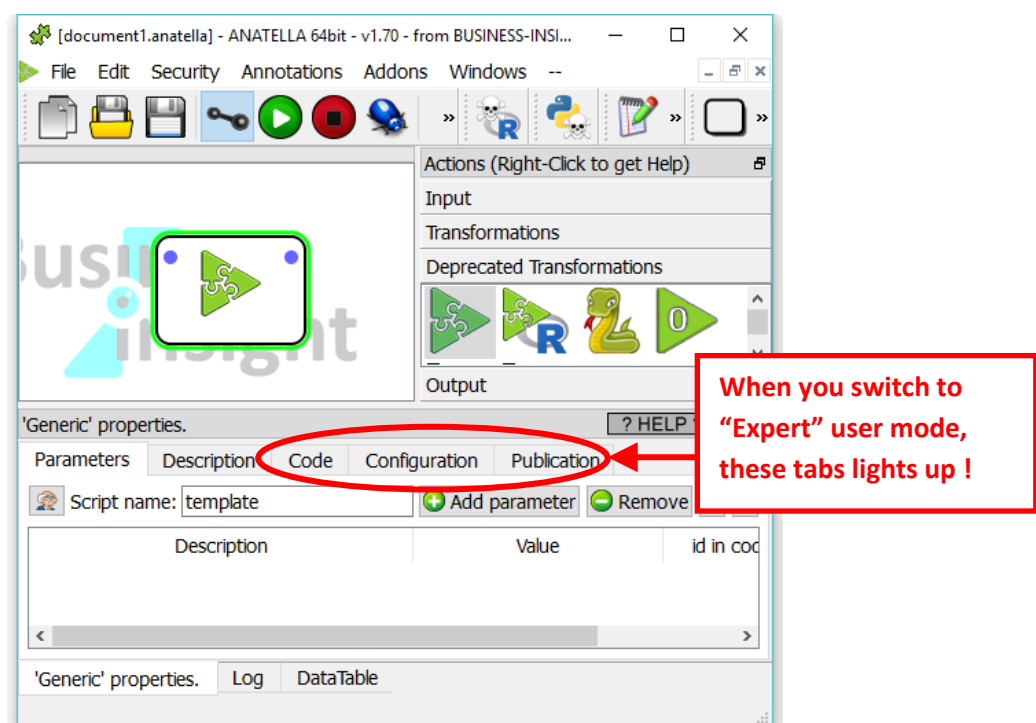 [document1.anatella] - ANATELLA 64bit - v1.70 - from BUSINESS-INSI...
File Edit Security Annotations Addons Windows --
» R » »
Actions (Right-Click to get Help)
Input
Transformations
Deprecated Transformations
R 0
Output
Busin
insight
'Generic' properties.
? HELP
Parameters Description Code Configuration Publication
Script name: template
Add parameter Remove
Description Value id in coc
'Generic' properties. Log DataTable
When you switch to
“Expert” user mode,
these tabs lights up !